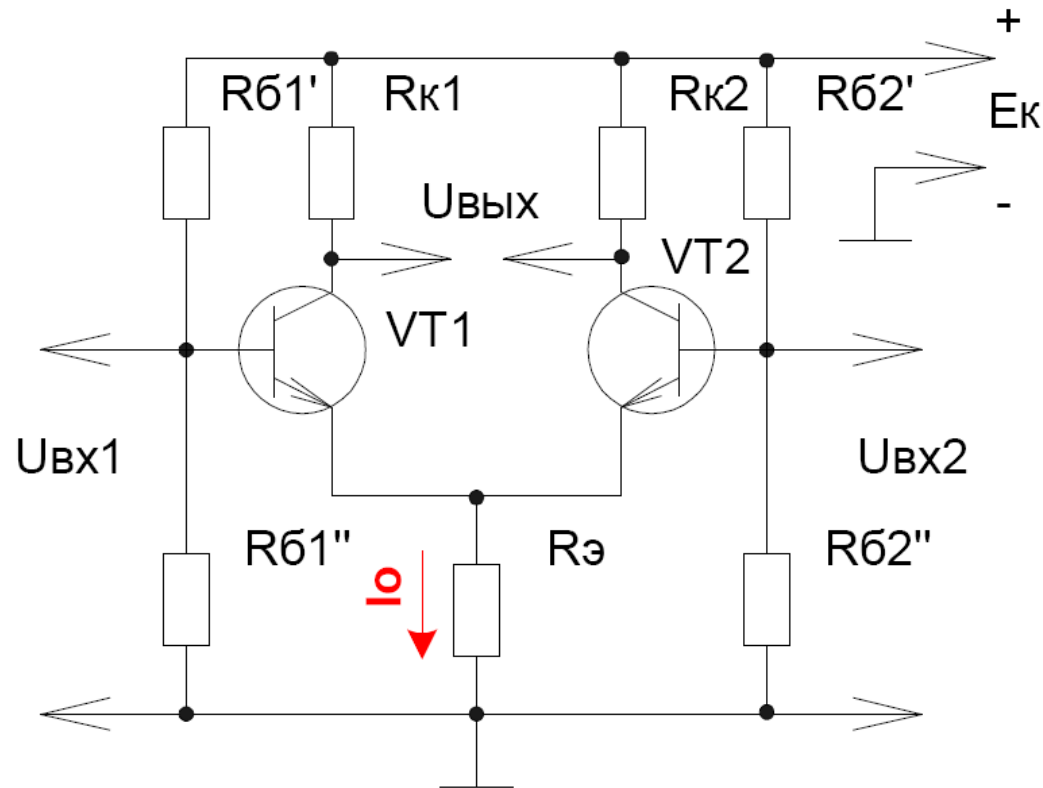 +
Rб1' Rк1 Rк2 Rб2'
Eк
Uвых
-
VT2
VT1
Uвх1 Uвх2
Rб1" Rэ Rб2"
Io